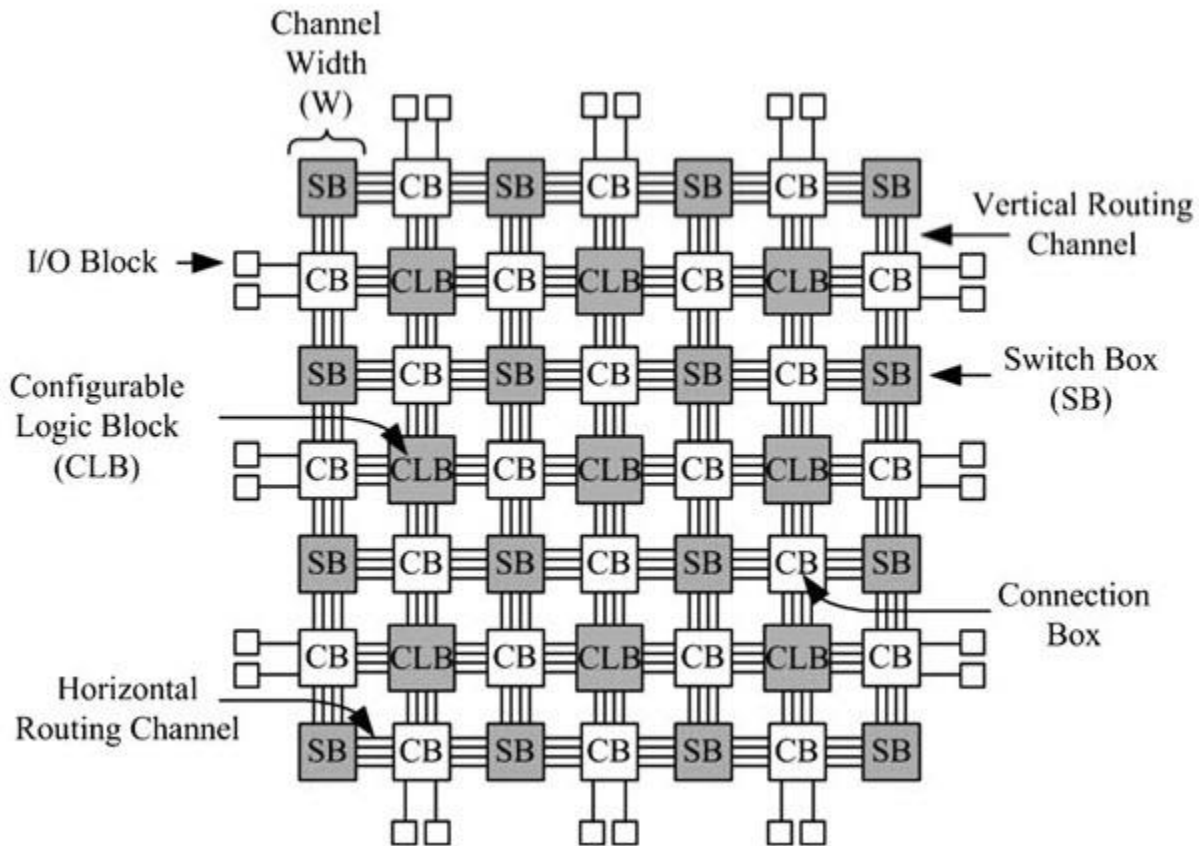 Channel
Width
(W)
SB CB SB CB SB CB SB
Vertical Routing
Channel
I/O Block
CB CLB CB CLB CB CLB CB
SB CB SB CB SB CB SB
Switch Box
(SB)
Configurable
Logic Block
(CLB)
CB CLB CB CLB CB CLB CB
SB CB SB CB SB CB SB
Connection
Box
CB CLB CB CLB CB CLB CB
Horizontal
Routing Channel
SB CB SB CB SB CB SB